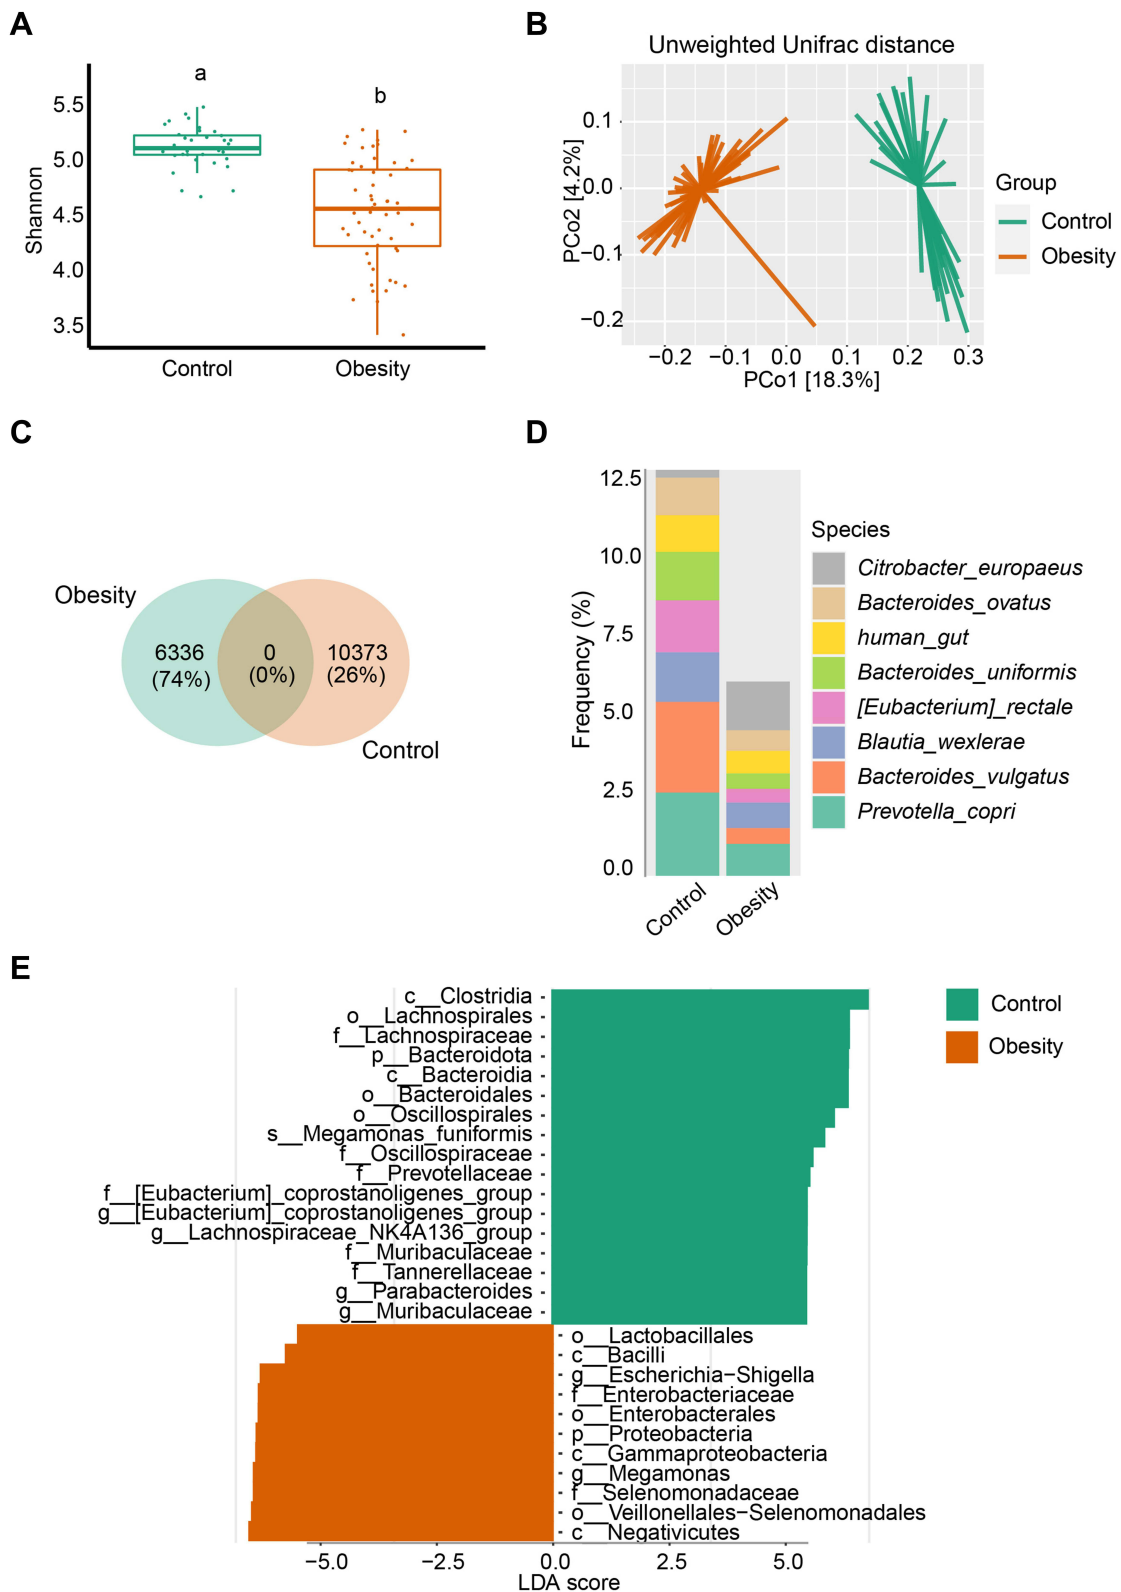 A
5.5
5.0
4.5
4.0
3.5
Shannon
a
b
Control
Obesity
B
Unweighted Unifrac distance
0.1
0.0
−0.1
−0.2
PCo2 [4.2%]
−0.2
−0.1
0.0
0.1
0.2
0.3
PCo1 [18.3%]
Group
Control
Obesity
C
Obesity
6336
(74%)
0
(0%)
10373
(26%)
Control
D
12.5
10.0
7.5
5.0
2.5
0.0
Frequency (%)
Control
Obesity
Species
Citrobacter_europaeus
Bacteroides_ovatus
human_gut
Bacteroides_uniformis
[Eubacterium]_rectale
Blautia_wexlerae
Bacteroides_vulgatus
Prevotella_copri
E
c__Clostridia
o__Lachnospirales
f__Lachnospiraceae
p__Bacteroidota
c__Bacteroidia
o__Bacteroidales
o__Oscillospirales
s__Megamonas_funiformis
f__Oscillospiraceae
f__Prevotellaceae
f__[Eubacterium]_coprostanoligenes_group
g__[Eubacterium]_coprostanoligenes_group
g__Lachnospiraceae_NK4A136_group
f__Muribaculaceae
f__Tannerellaceae
g__Parabacteroides
g__Muribaculaceae
o__Lactobacillales
c__Bacilli
g__Escherichia−Shigella
f__Enterobacteriaceae
o__Enterobacterales
p__Proteobacteria
c__Gammaproteobacteria
g__Megamonas
f__Selenomonadaceae
o__Veillonellales−Selenomonadales
c__Negativicutes
−5.0
−2.5
0.0
2.5
5.0
LDA score
Control
Obesity